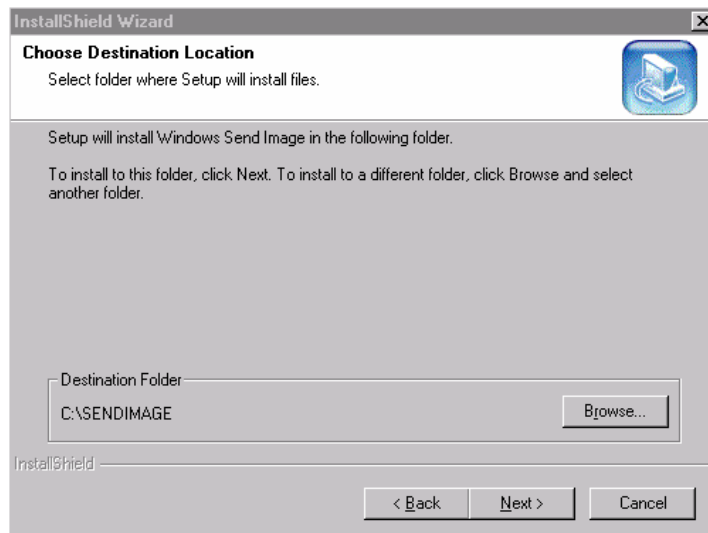 InstallShield Wizard
Choose Destination Location
Select folder where Setup will install files.
Setup will install Windows Send Image in the following folder.
To install to this folder, click Next. To install to a different folder, click Browse and select
another folder.
Destination Folder
C:\SENDIMAGE
Browse...
InstallShield
< Back
Next >
Cancel